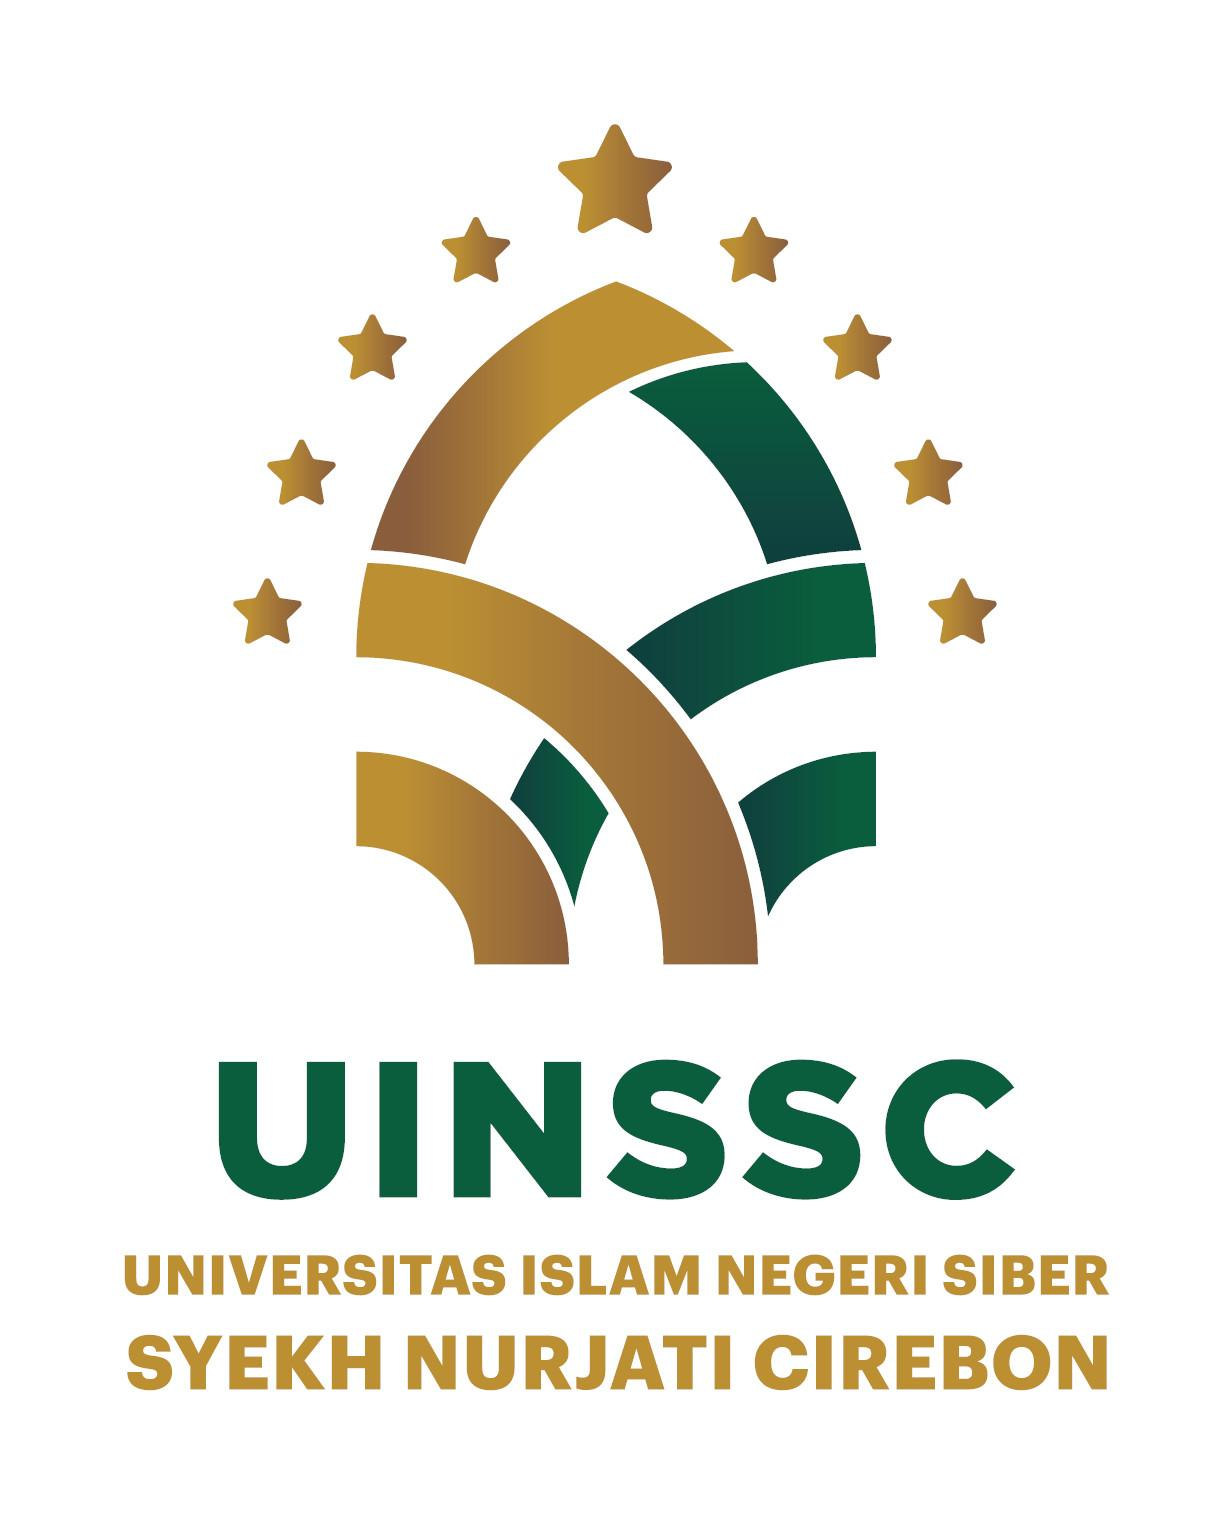 UINSSC
UNIVERSITAS ISLAM NEGERI SIBER
SYEKH NURJATI CIREBON